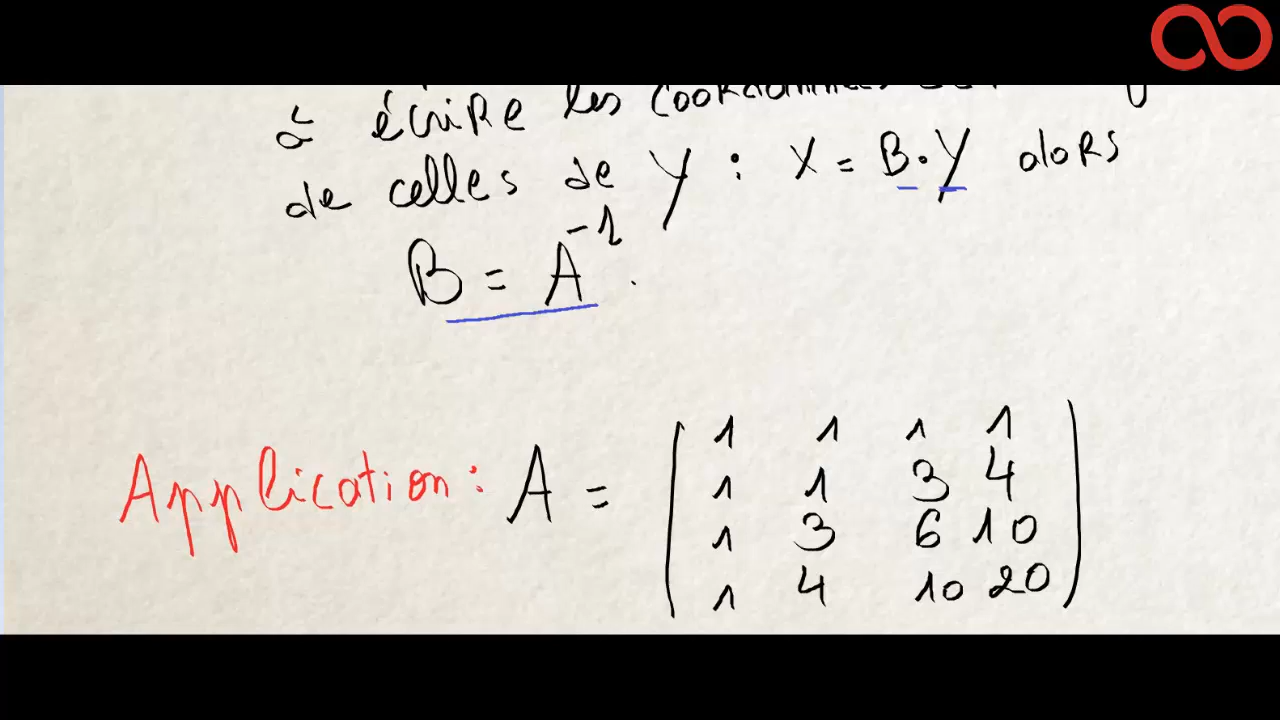 à écrire les coordonnées
de celles de Y : X = B·Y alors
B = A⁻¹.
Application: A = ( 1 1 1 1
1 1 3 4
1 3 6 10
1 4 10 20 )